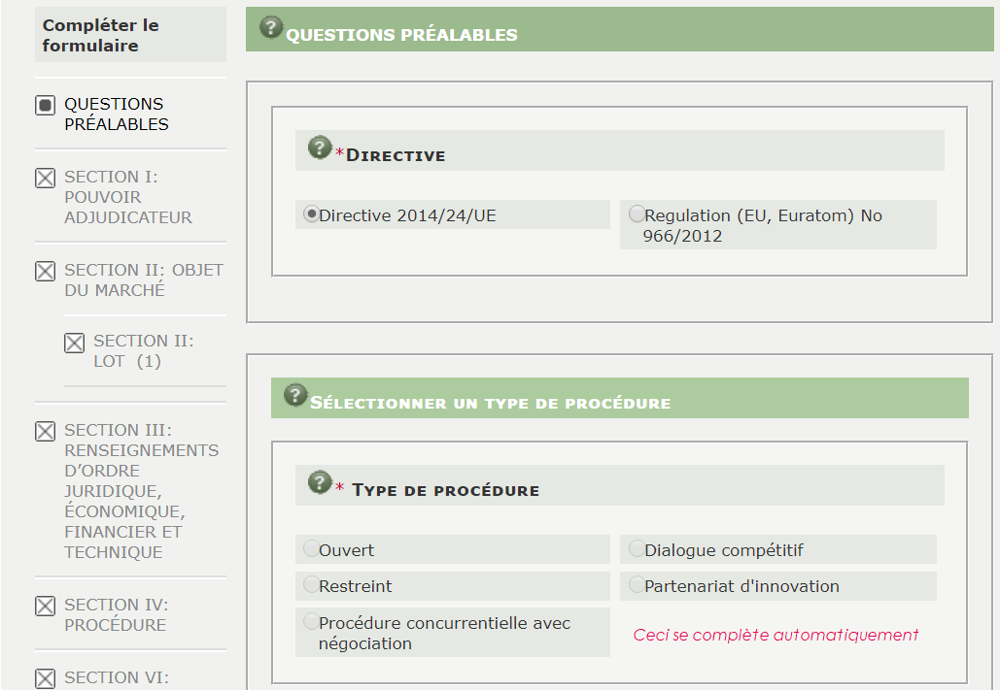 Compléter le
formulaire
QUESTIONS
PRÉALABLES
SECTION I:
POUVOIR
ADJUDICATEUR
SECTION II: OBJET
DU MARCHÉ
SECTION II:
LOT (1)
SECTION III:
RENSEIGNEMENTS
D’ORDRE
JURIDIQUE,
ÉCONOMIQUE,
FINANCIER ET
TECHNIQUE
SECTION IV:
PROCÉDURE
SECTION VI:
? QUESTIONS PRÉALABLES
? *DIRECTIVE
Directive 2014/24/UE
Regulation (EU, Euratom) No
966/2012
? SÉLECTIONNER UN TYPE DE PROCÉDURE
? * TYPE DE PROCÉDURE
Ouvert
Dialogue compétitif
Restreint
Partenariat d'innovation
Procédure concurrentielle avec
négociation
Ceci se complète automatiquement